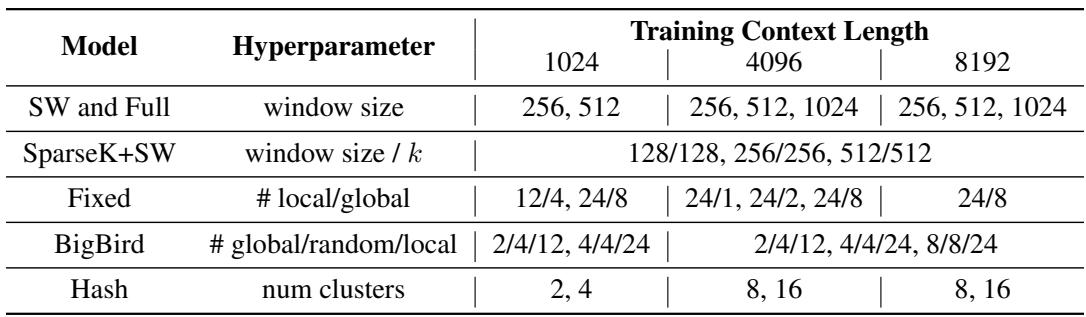 Model Hyperparameter Training Context Length
1024 4096 8192
SW and Full window size 256, 512 256, 512, 1024 256, 512, 1024
SparseK+SW window size / k 128/128, 256/256, 512/512
Fixed # local/global 12/4, 24/8 24/1, 24/2, 24/8 24/8
BigBird # global/random/local 2/4/12, 4/4/24 2/4/12, 4/4/24, 8/8/24
Hash num clusters 2, 4 8, 16 8, 16